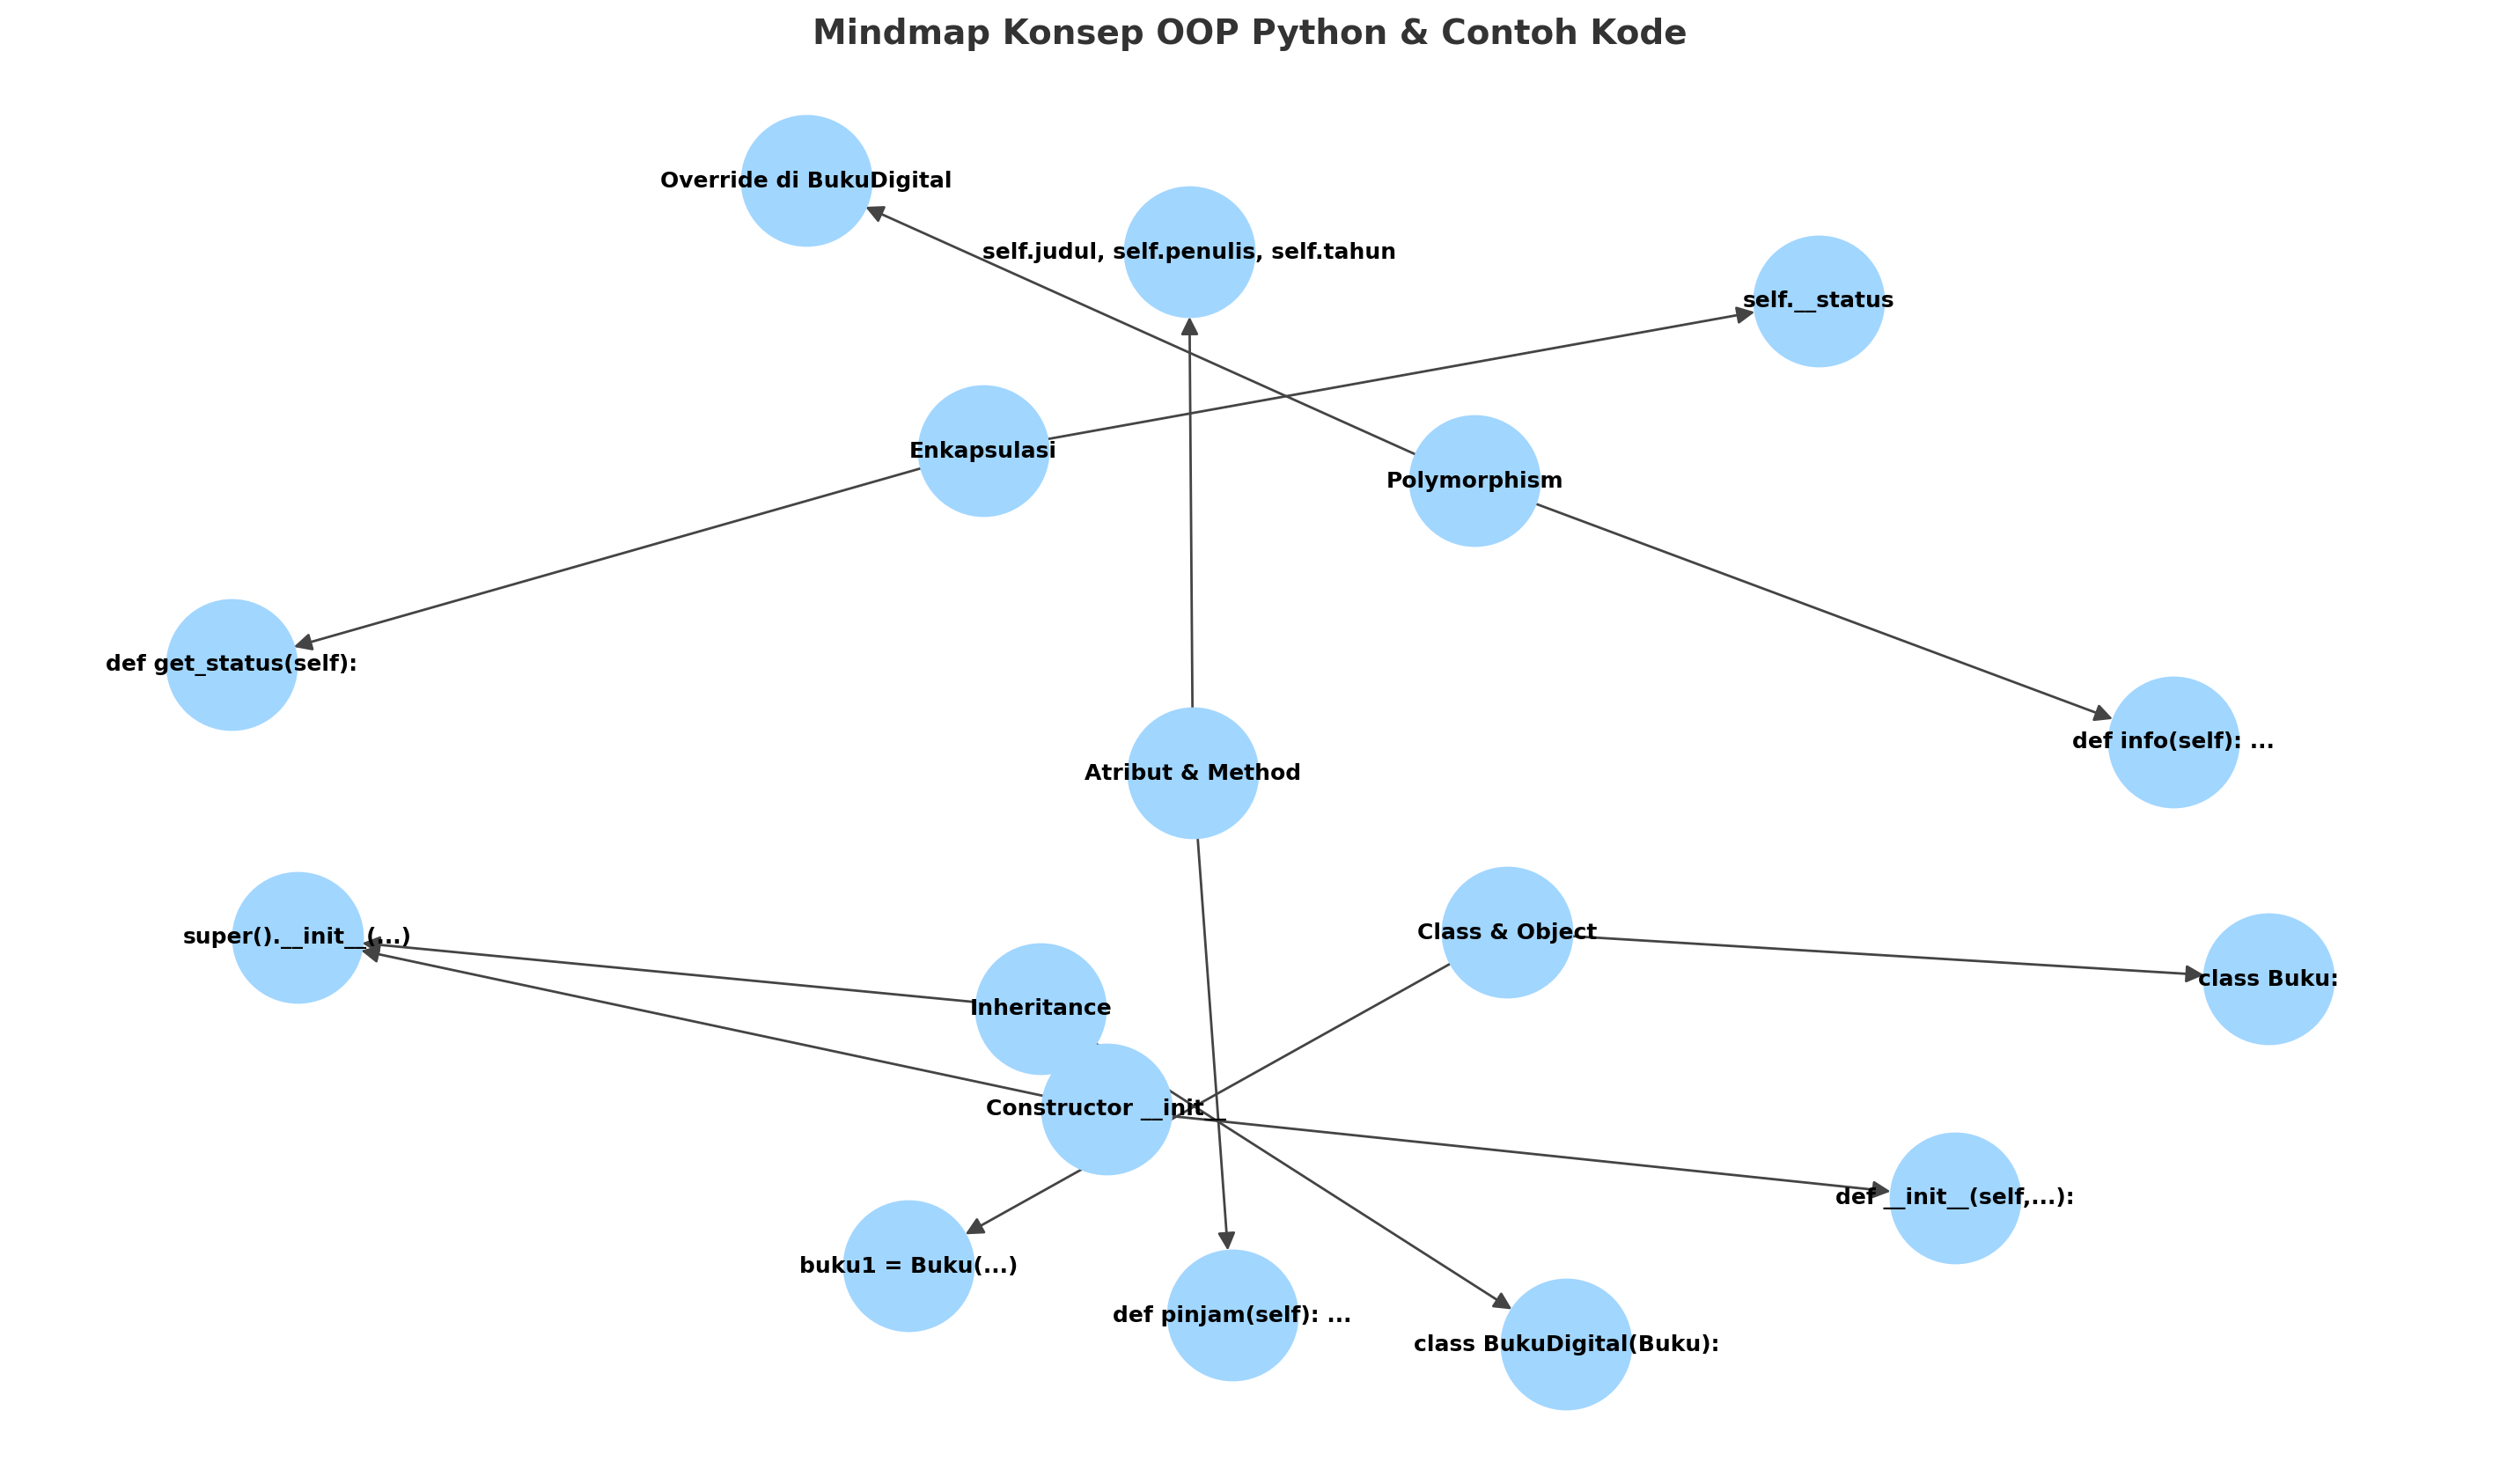 Mindmap Konsep OOP Python & Contoh Kode
Override di BukuDigital
self.judul, self.penulis, self.tahun
self.__status
Enkapsulasi
Polymorphism
def get_status(self):
def info(self): ...
Atribut & Method
super().__init__(...)
Class & Object
class Buku:
Inheritance
Constructor __init__
def __init__(self,...):
buku1 = Buku(...)
def pinjam(self): ...
class BukuDigital(Buku):